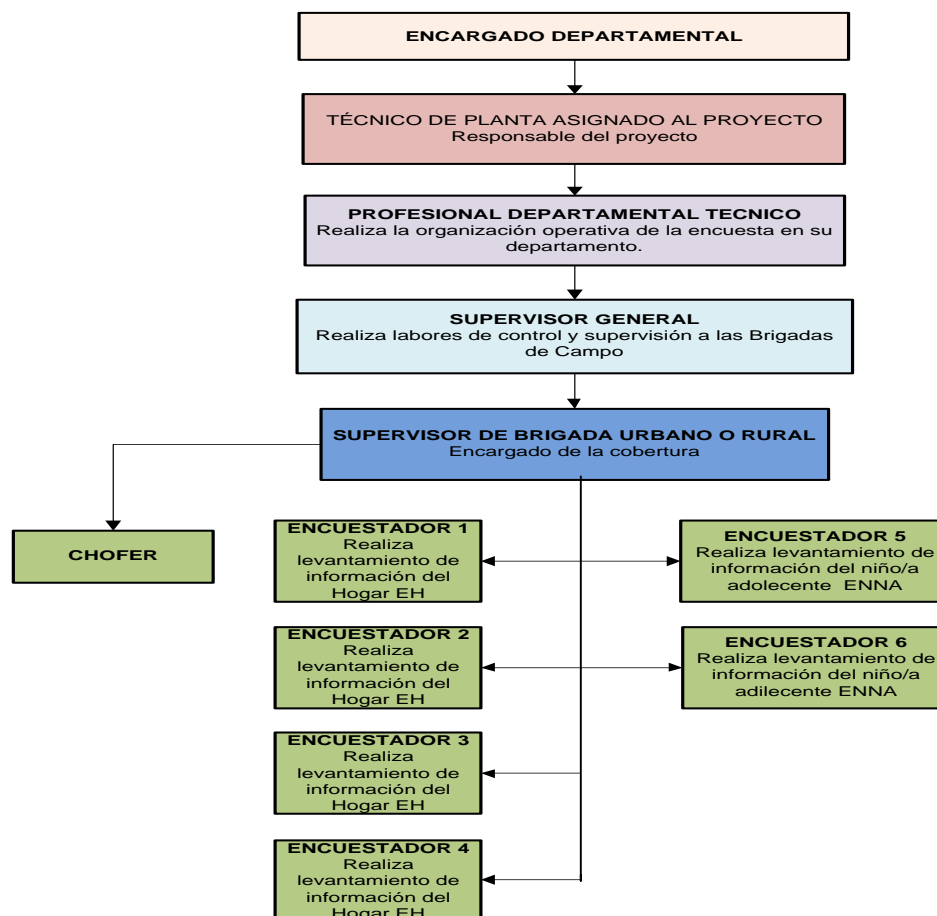 ENCARGADO DEPARTAMENTAL
TÉCNICO DE PLANTA ASIGNADO AL PROYECTO
Responsable del proyecto
PROFESIONAL DEPARTAMENTAL TECNICO
Realiza la organización operativa de la encuesta en su
departamento.
SUPERVISOR GENERAL
Realiza labores de control y supervisión a las Brigadas
de Campo
SUPERVISOR DE BRIGADA URBANO O RURAL
Encargado de la cobertura
CHOFER
ENCUESTADOR 1
Realiza
levantamiento de
información del
Hogar EH
ENCUESTADOR 5
Realiza levantamiento de
información del niño/a
adolecente ENNA
ENCUESTADOR 2
Realiza
levantamiento de
información del
Hogar EH
ENCUESTADOR 6
Realiza levantamiento de
información del niño/a
adilecente ENNA
ENCUESTADOR 3
Realiza
levantamiento de
información del
Hogar EH
ENCUESTADOR 4
Realiza
levantamiento de
información del
Hogar EH